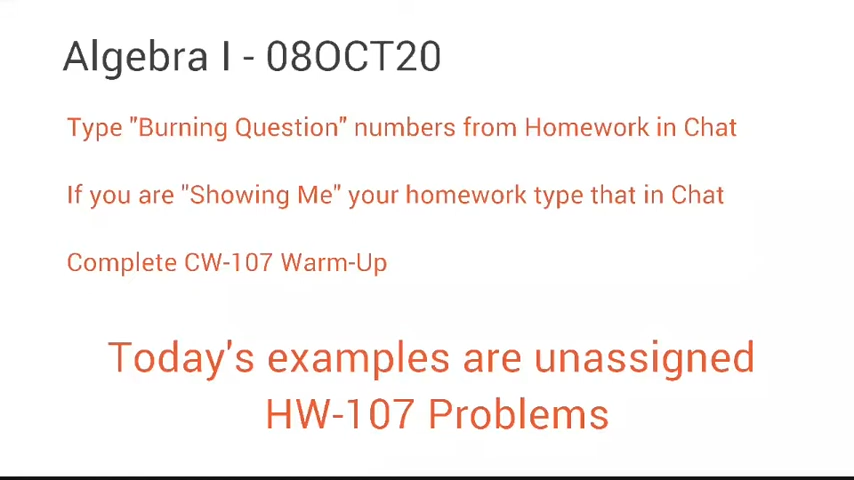 Algebra I - 08OCT20
Type "Burning Question" numbers from Homework in Chat
If you are "Showing Me" your homework type that in Chat
Complete CW-107 Warm-Up
Today's examples are unassigned
HW-107 Problems